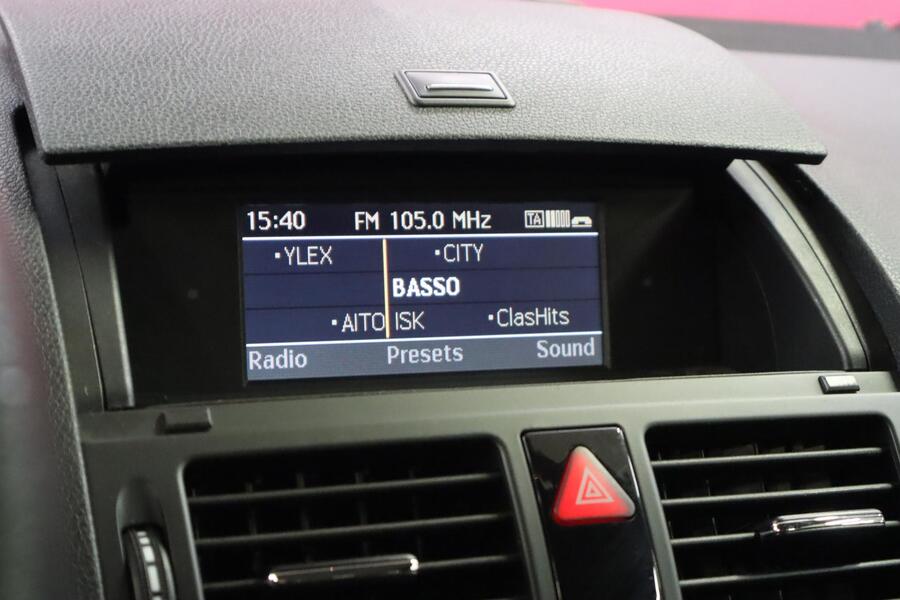 15:40 FM 105.0 MHz TA
YLEX CITY
BASSO
AITO ISK ClasHits
Radio Presets Sound